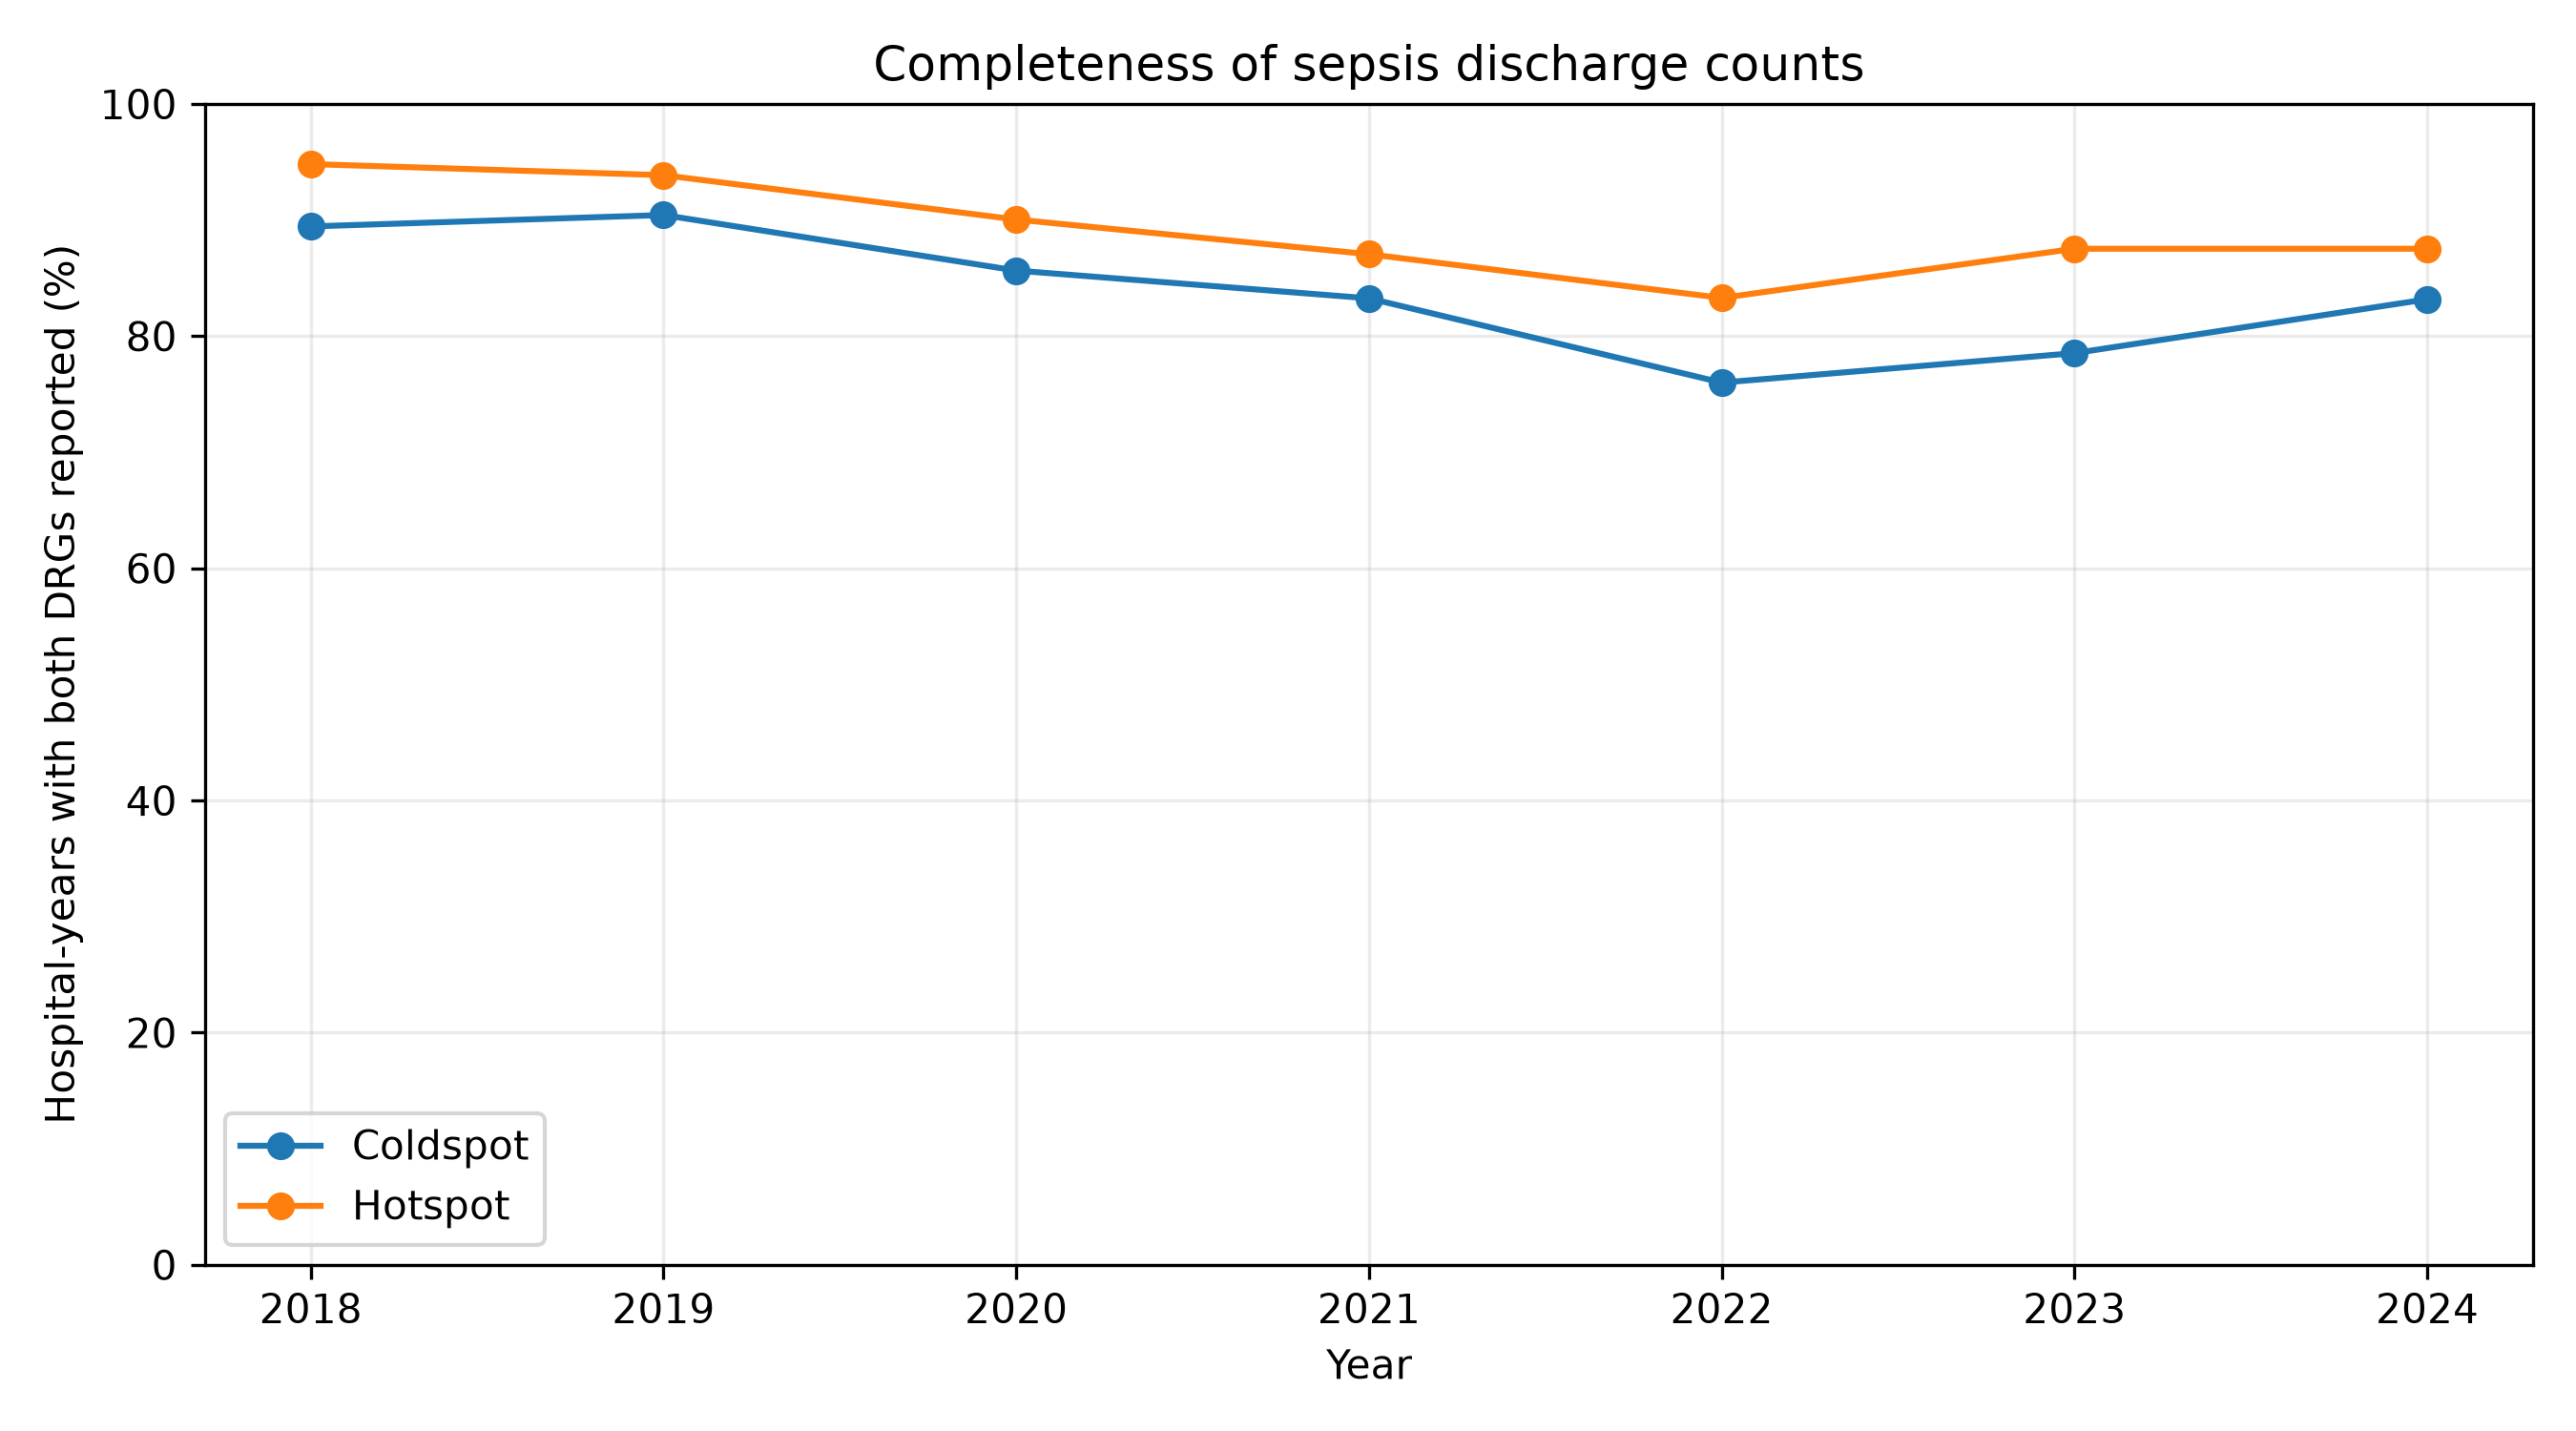 Completeness of sepsis discharge counts
Hospital-years with both DRGs reported (%)
100
80
60
40
20
0
Coldspot
Hotspot
2018 2019 2020 2021 2022 2023 2024
Year